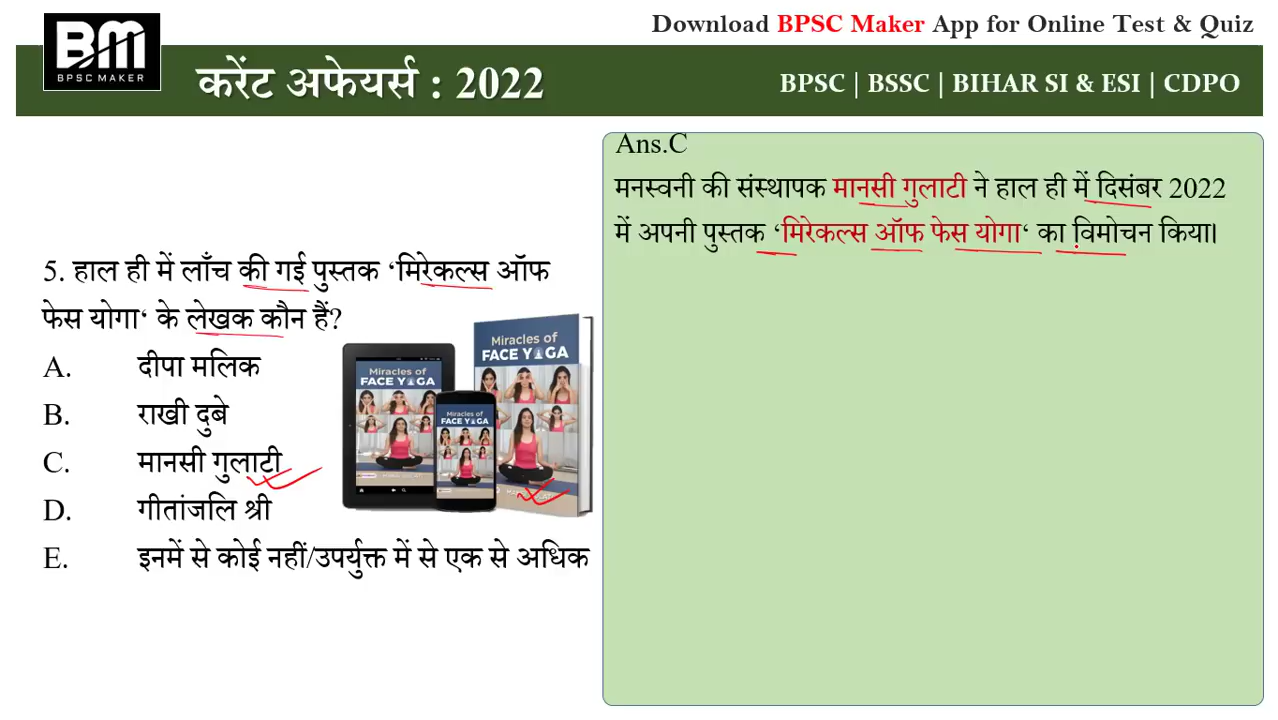 Download BPSC Maker App for Online Test & Quiz
BM
BPSC MAKER
करेंट अफेयर्स : 2022
BPSC | BSSC | BIHAR SI & ESI | CDPO
5. हाल ही में लाँच की गई पुस्तक ‘मिरेकल्स ऑफ
फेस योगा‘ के लेखक कौन हैं?
A. दीपा मलिक
B. राखी दुबे
C. मानसी गुलाटी
D. गीतांजलि श्री
E. इनमें से कोई नहीं/उपर्युक्त में से एक से अधिक
Miracles of
FACE YOGA
Miracles of
FACE YOGA
Miracles of
FACE YOGA
Ans.C
मनस्वनी की संस्थापक मानसी गुलाटी ने हाल ही में दिसंबर 2022
में अपनी पुस्तक ‘मिरेकल्स ऑफ फेस योगा‘ का विमोचन किया।